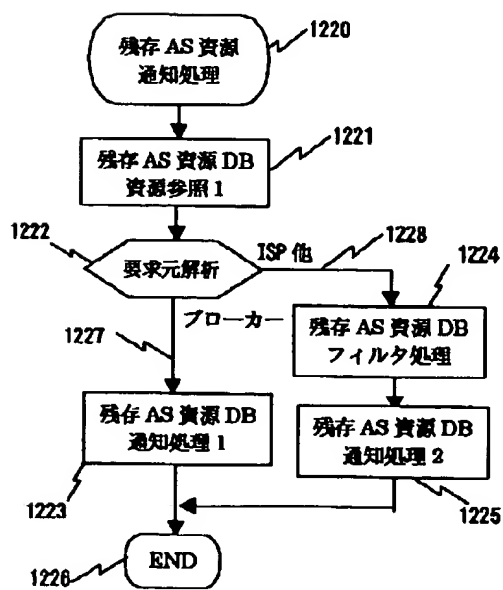 残存 AS 資源
通知処理
1220
残存 AS 資源 DB
資源参照 1
1221
1222
要求元解析
ISP 他
1228
1224
1227
ブローカー
残存 AS 資源 DB
フィルタ処理
残存 AS 資源 DB
通知処理 1
残存 AS 資源 DB
通知処理 2
1223
1225
END
1226